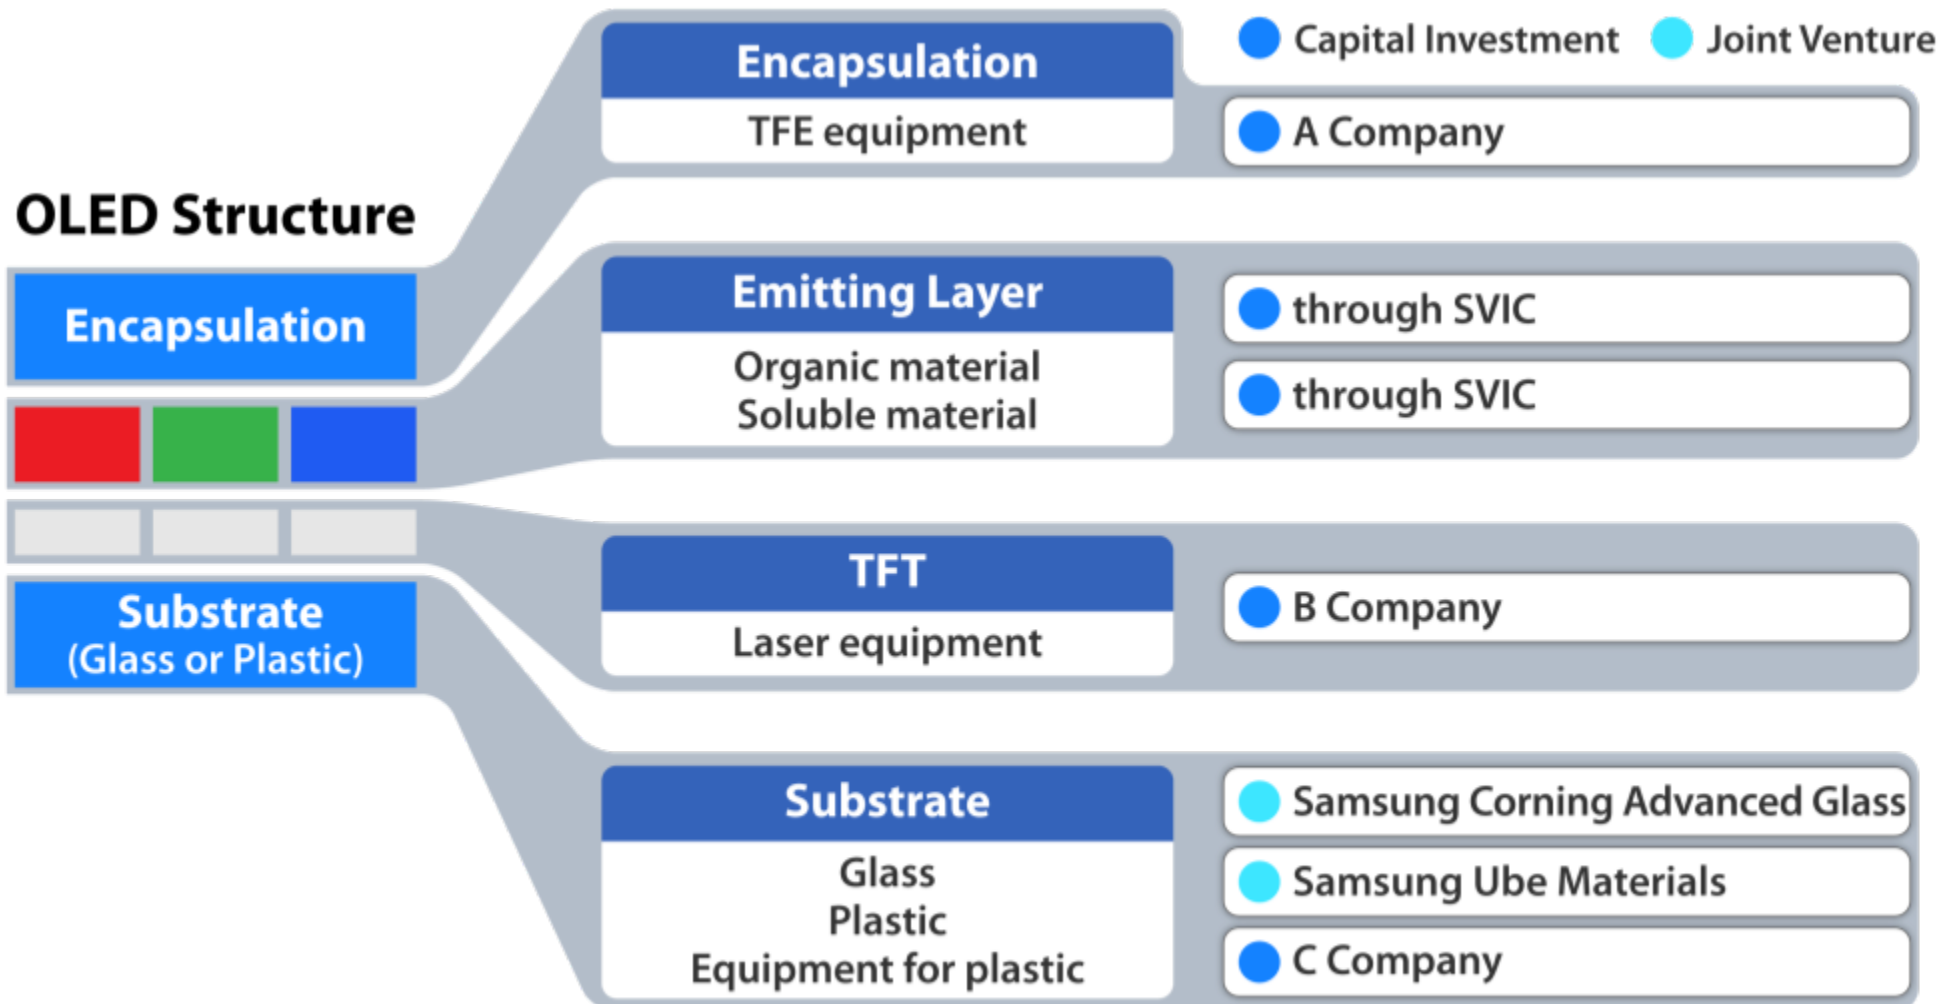 OLED Structure
Encapsulation
Substrate
(Glass or Plastic)
Capital Investment
Joint Venture
Encapsulation
TFE equipment
A Company
Emitting Layer
Organic material
Soluble material
through SVIC
through SVIC
TFT
Laser equipment
B Company
Substrate
Glass
Plastic
Equipment for plastic
Samsung Corning Advanced Glass
Samsung Ube Materials
C Company